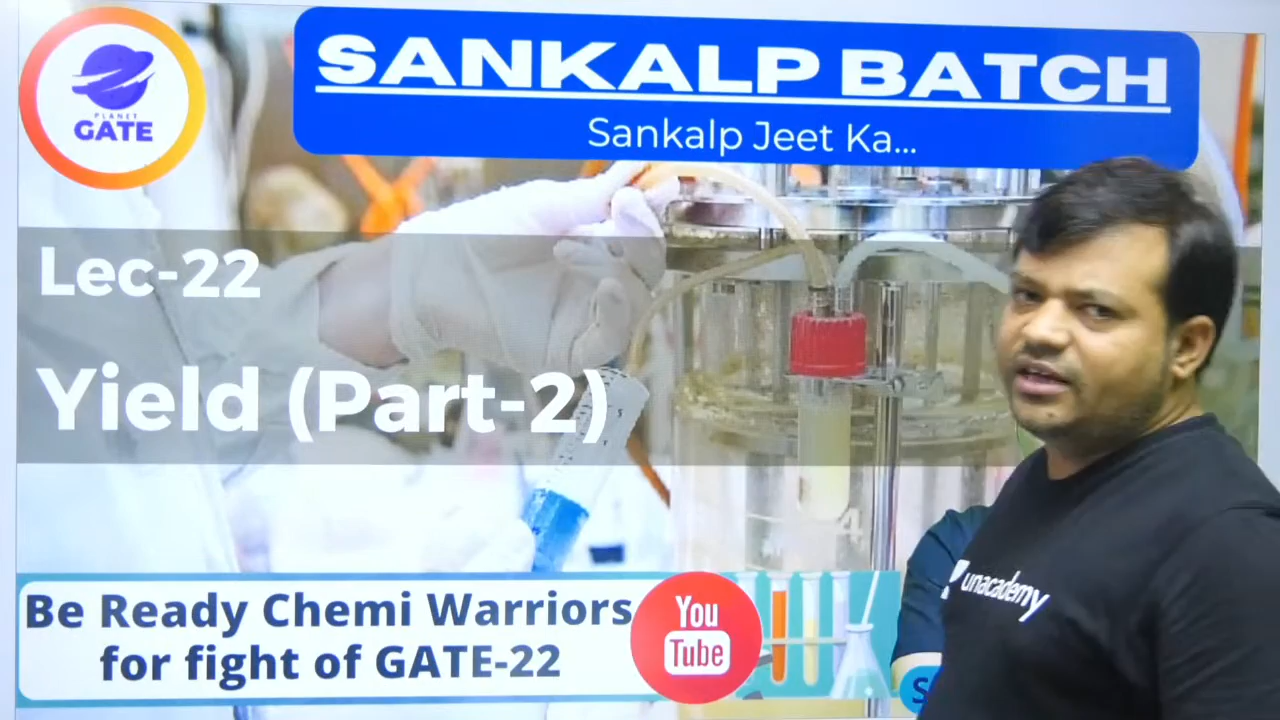 PLANET
GATE
SANKALP BATCH
Sankalp Jeet Ka...
Lec-22
Yield (Part-2)
Be Ready Chemi Warriors
for fight of GATE-22
You
Tube
unacademy
S